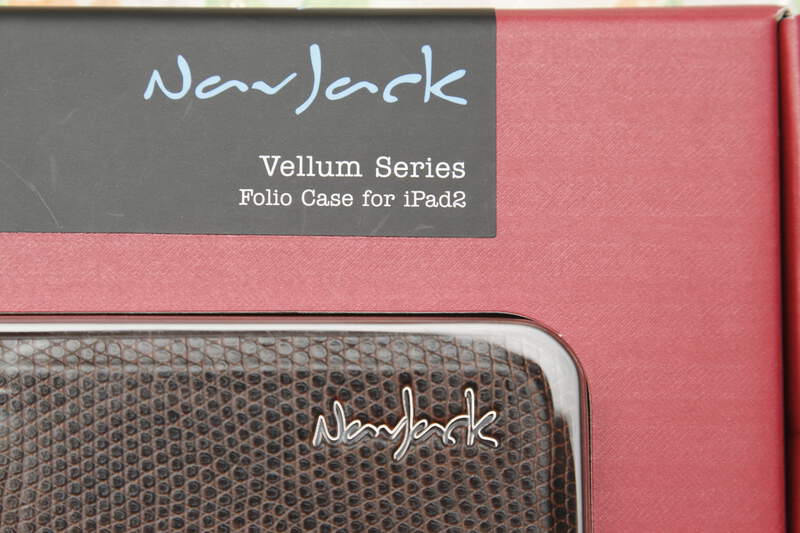 NavJack
Vellum Series
Folio Case for iPad2
NavJack